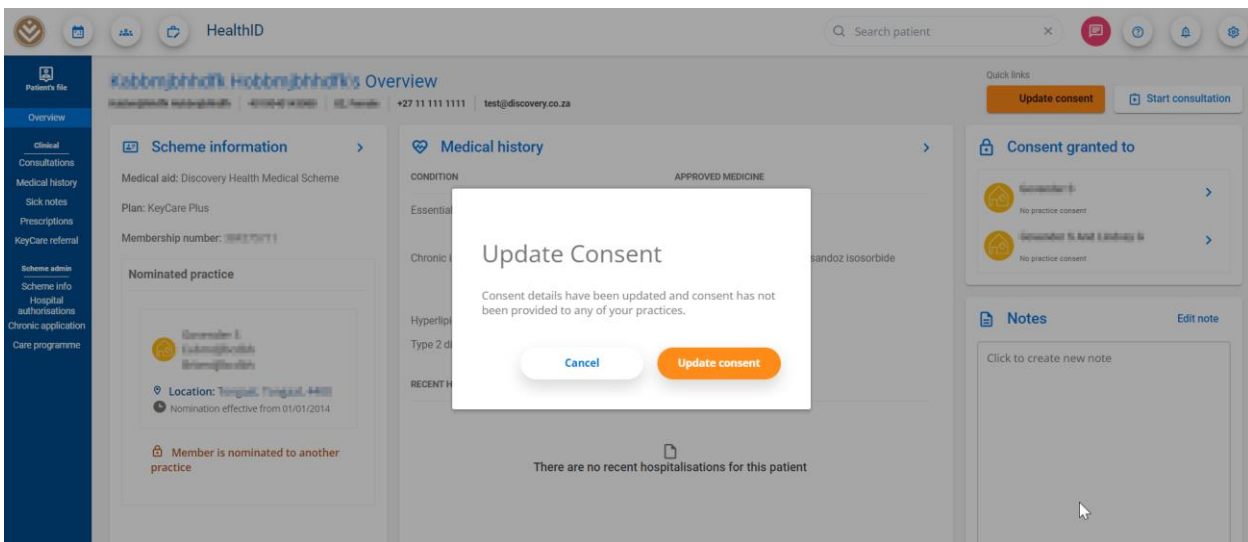 HealthID
Search patient
Patient's file
Overview
Clinical
Consultations
Medical history
Sick notes
Prescriptions
KeyCare referral
Scheme admin
Scheme info
Hospital
authorisations
Chronic application
Care programme
Overview
+27 11 111 1111
test@discovery.co.za
Quick links
Update consent
Start consultation
Scheme information
Medical aid: Discovery Health Medical Scheme
Plan: KeyCare Plus
Membership number:
Nominated practice
Location:
Nomination effective from 01/01/2014
Member is nominated to another
practice
Medical history
CONDITION
APPROVED MEDICINE
Essential
Chronic
sandoz isosorbide
Hyperlip
Type 2 di
RECENT H
There are no recent hospitalisations for this patient
Update Consent
Consent details have been updated and consent has not
been provided to any of your practices.
Cancel
Update consent
Consent granted to
No practice consent
No practice consent
Notes
Edit note
Click to create new note